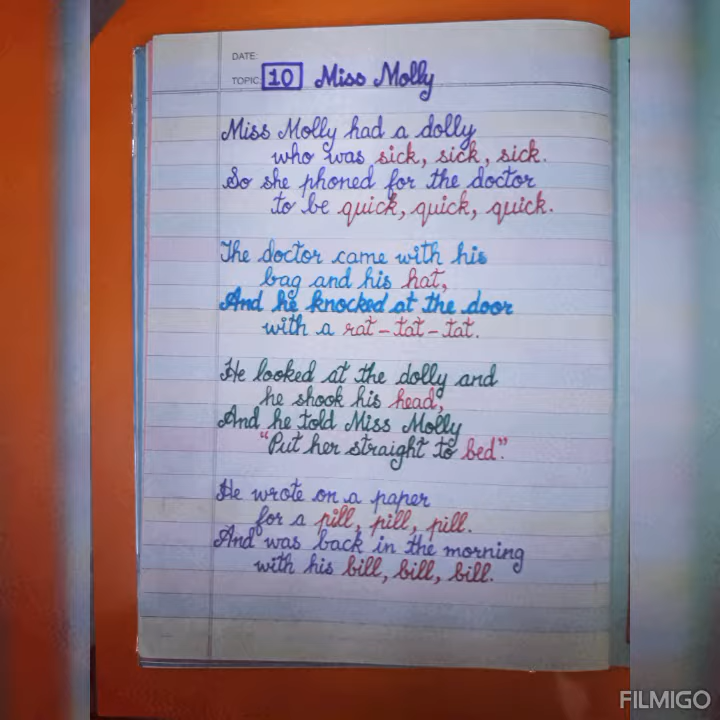 DATE:
TOPIC: 10 Miss Molly
Miss Molly had a dolly
who was sick, sick, sick.
So she phoned for the doctor
to be quick, quick, quick.
The doctor came with his
bag and his hat,
And he knocked at the door
with a rat-tat-tat.
He looked at the dolly and
he shook his head,
And he told Miss Molly
"Put her straight to bed".
He wrote on a paper
for a pill, pill, pill.
And was back in the morning
with his bill, bill, bill.
FILMIGO